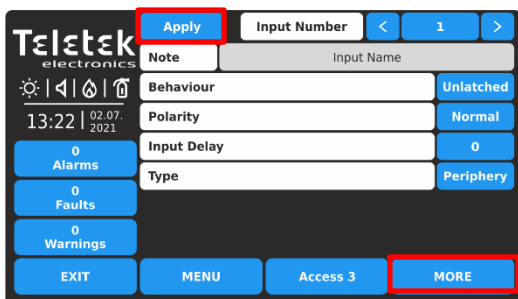 Teletek
electronics
13:22 02.07.
2021
0
Alarms
0
Faults
0
Warnings
EXIT
Apply
Input Number
<
1
>
Note
Input Name
Behaviour
Unlatched
Polarity
Normal
Input Delay
0
Type
Periphery
MENU
Access 3
MORE